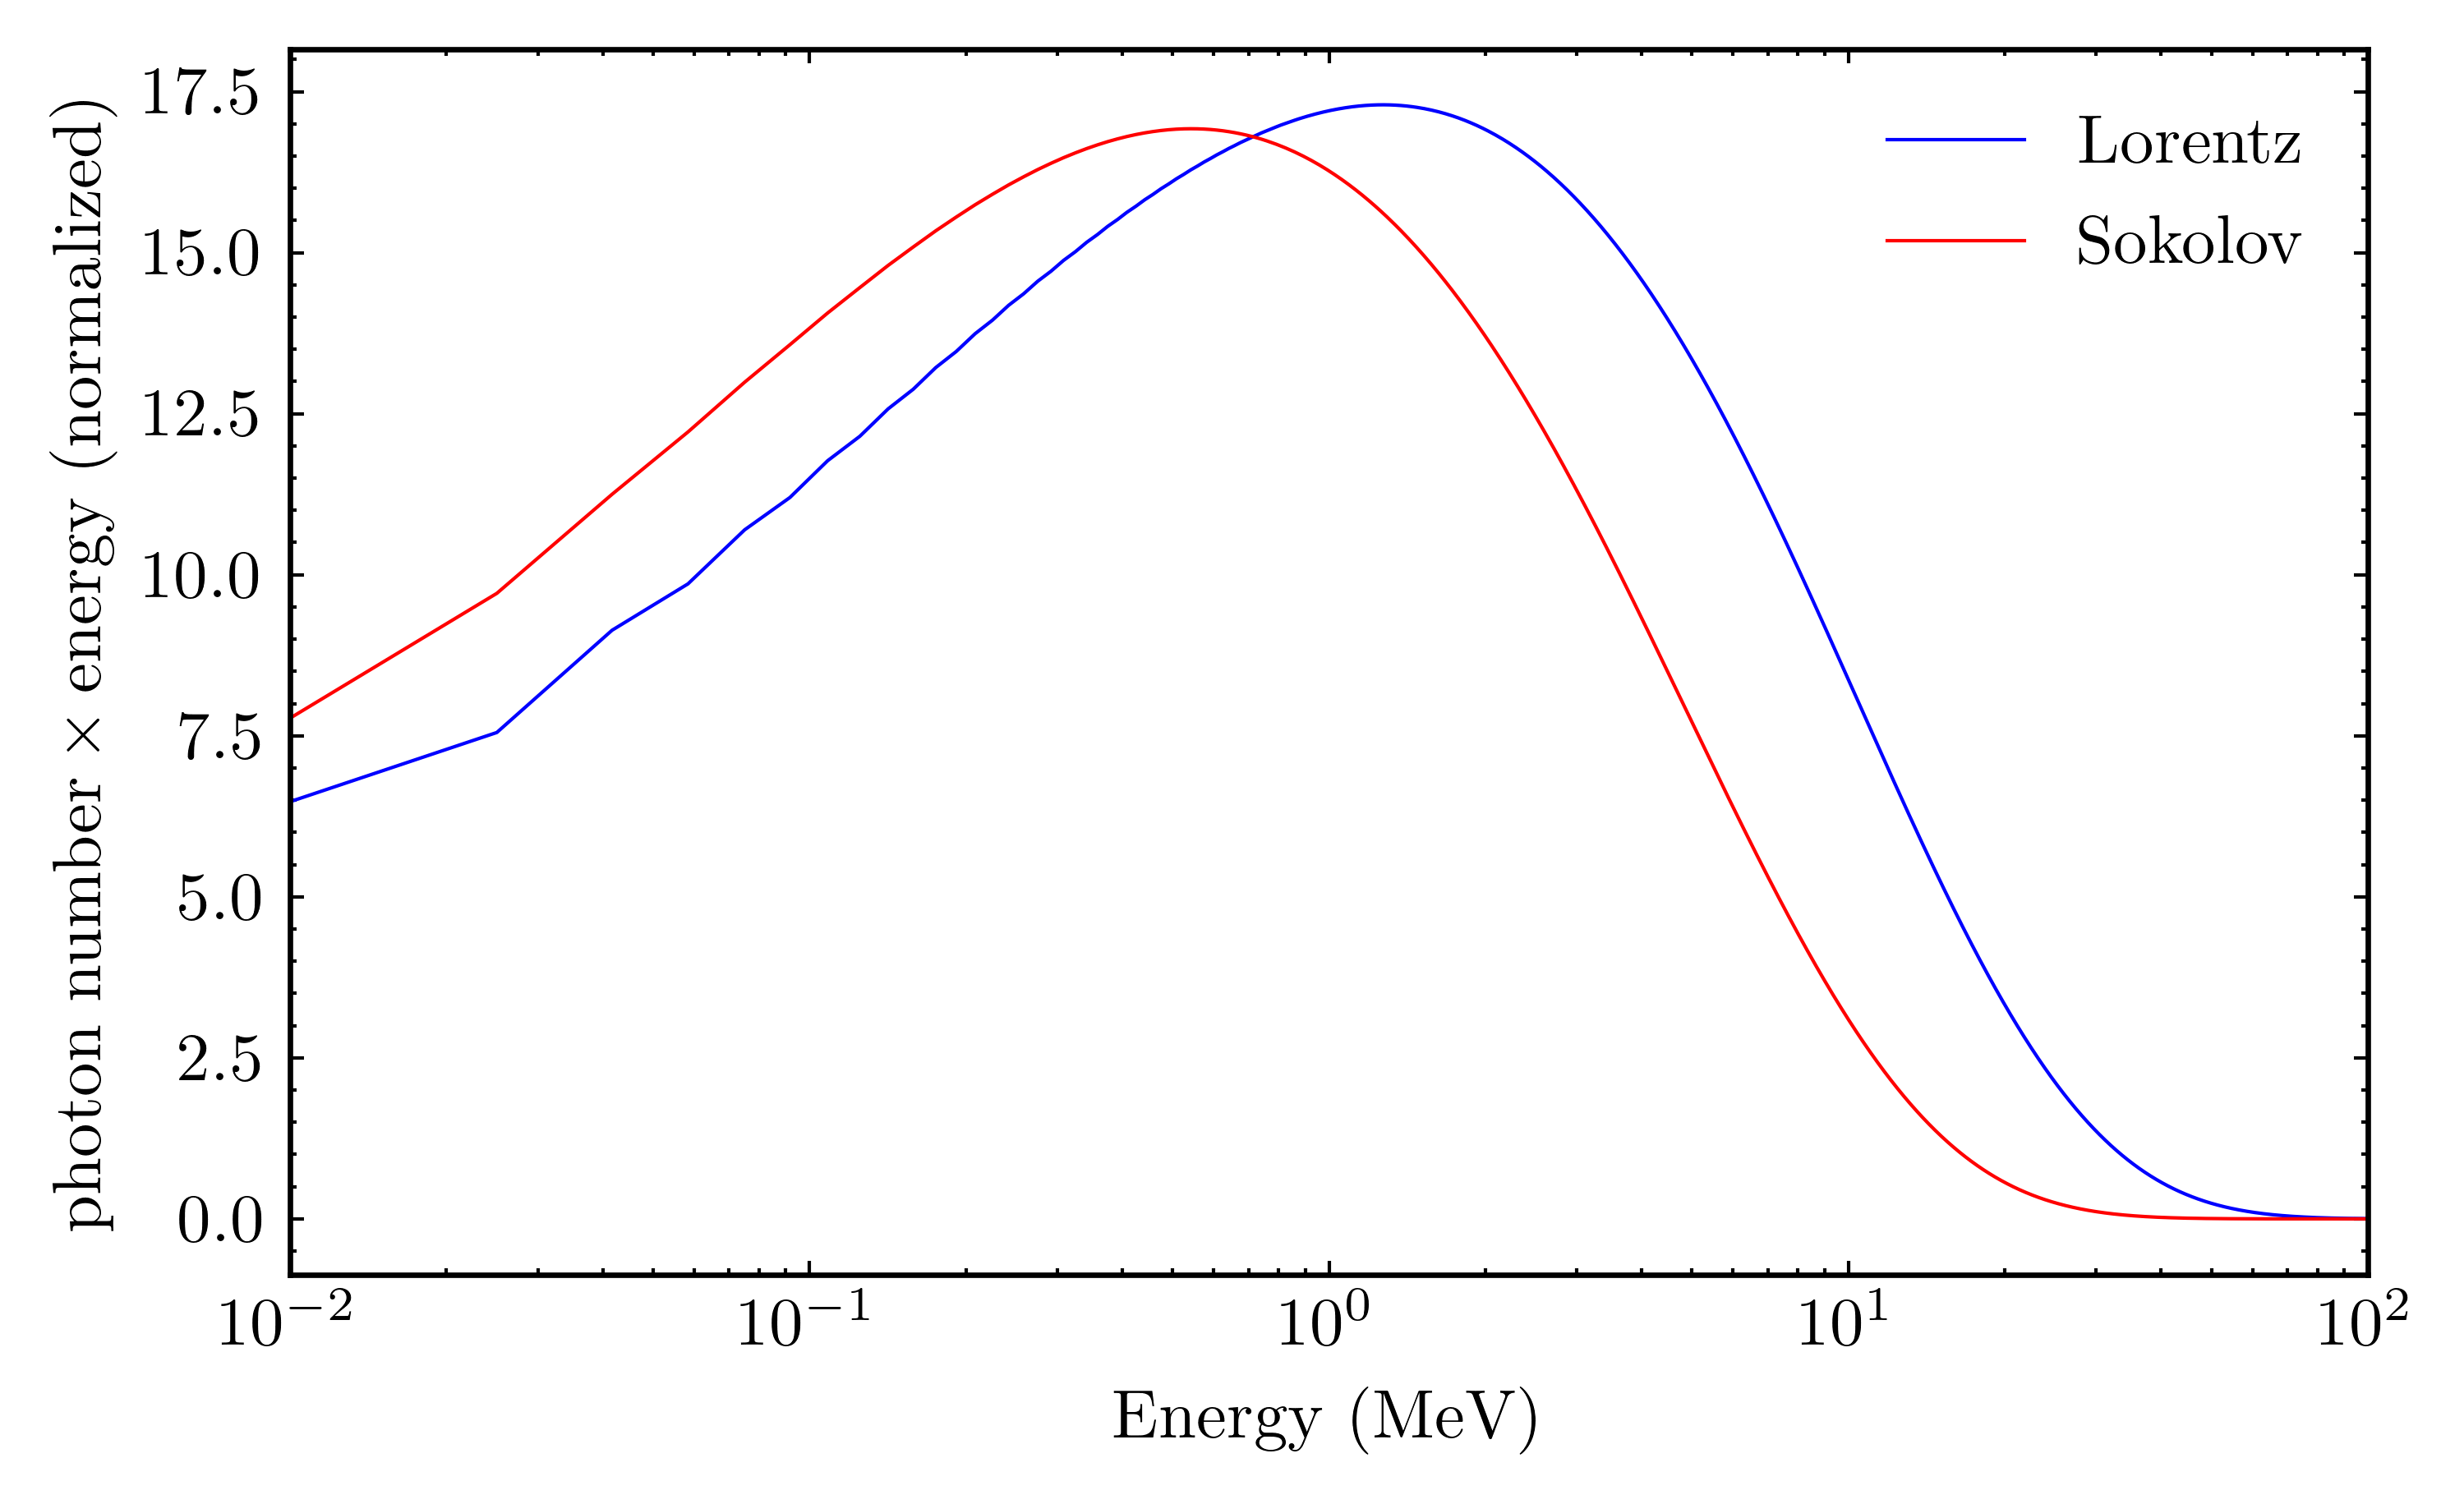 photon number × energy (normalized)
17.5
15.0
12.5
10.0
7.5
5.0
2.5
0.0
Lorentz
Sokolov
10⁻² 10⁻¹ 10⁰ 10¹ 10²
Energy (MeV)